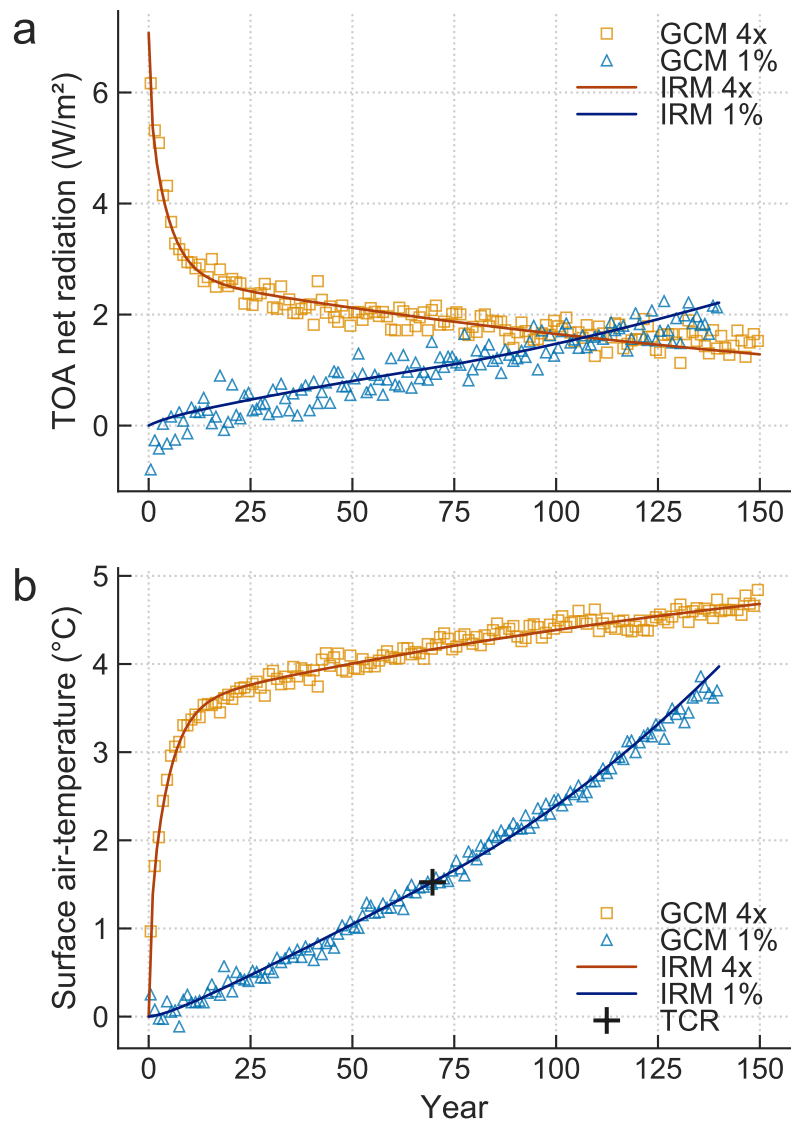 a
GCM 4x
GCM 1%
IRM 4x
IRM 1%
TOA net radiation (W/m²)
6
4
2
0
0 25 50 75 100 125 150
b
Surface air-temperature (°C)
5
4
3
2
1
0
GCM 4x
GCM 1%
IRM 4x
IRM 1%
TCR
0 25 50 75 100 125 150
Year